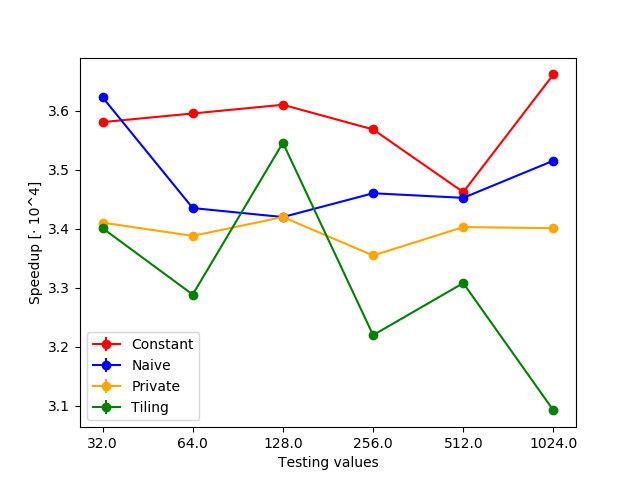 3.6
3.5
3.4
3.3
3.2
3.1
Speedup [· 10^4]
Constant
Naive
Private
Tiling
32.0 64.0 128.0 256.0 512.0 1024.0
Testing values